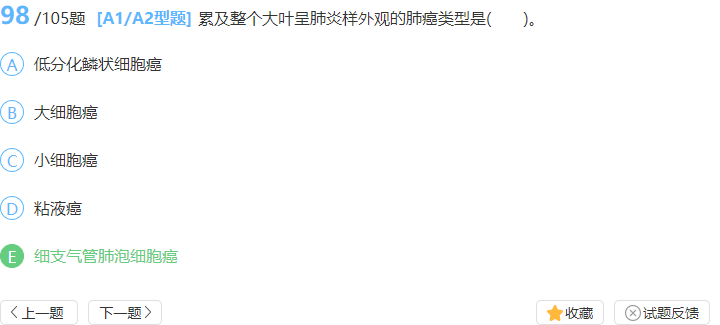 98/105题 [A1/A2型题] 累及整个大叶呈肺炎样外观的肺癌类型是(  )。
A 低分化鳞状细胞癌
B 大细胞癌
C 小细胞癌
D 粘液癌
E 细支气管肺泡细胞癌
上一题 下一题 收藏 试题反馈